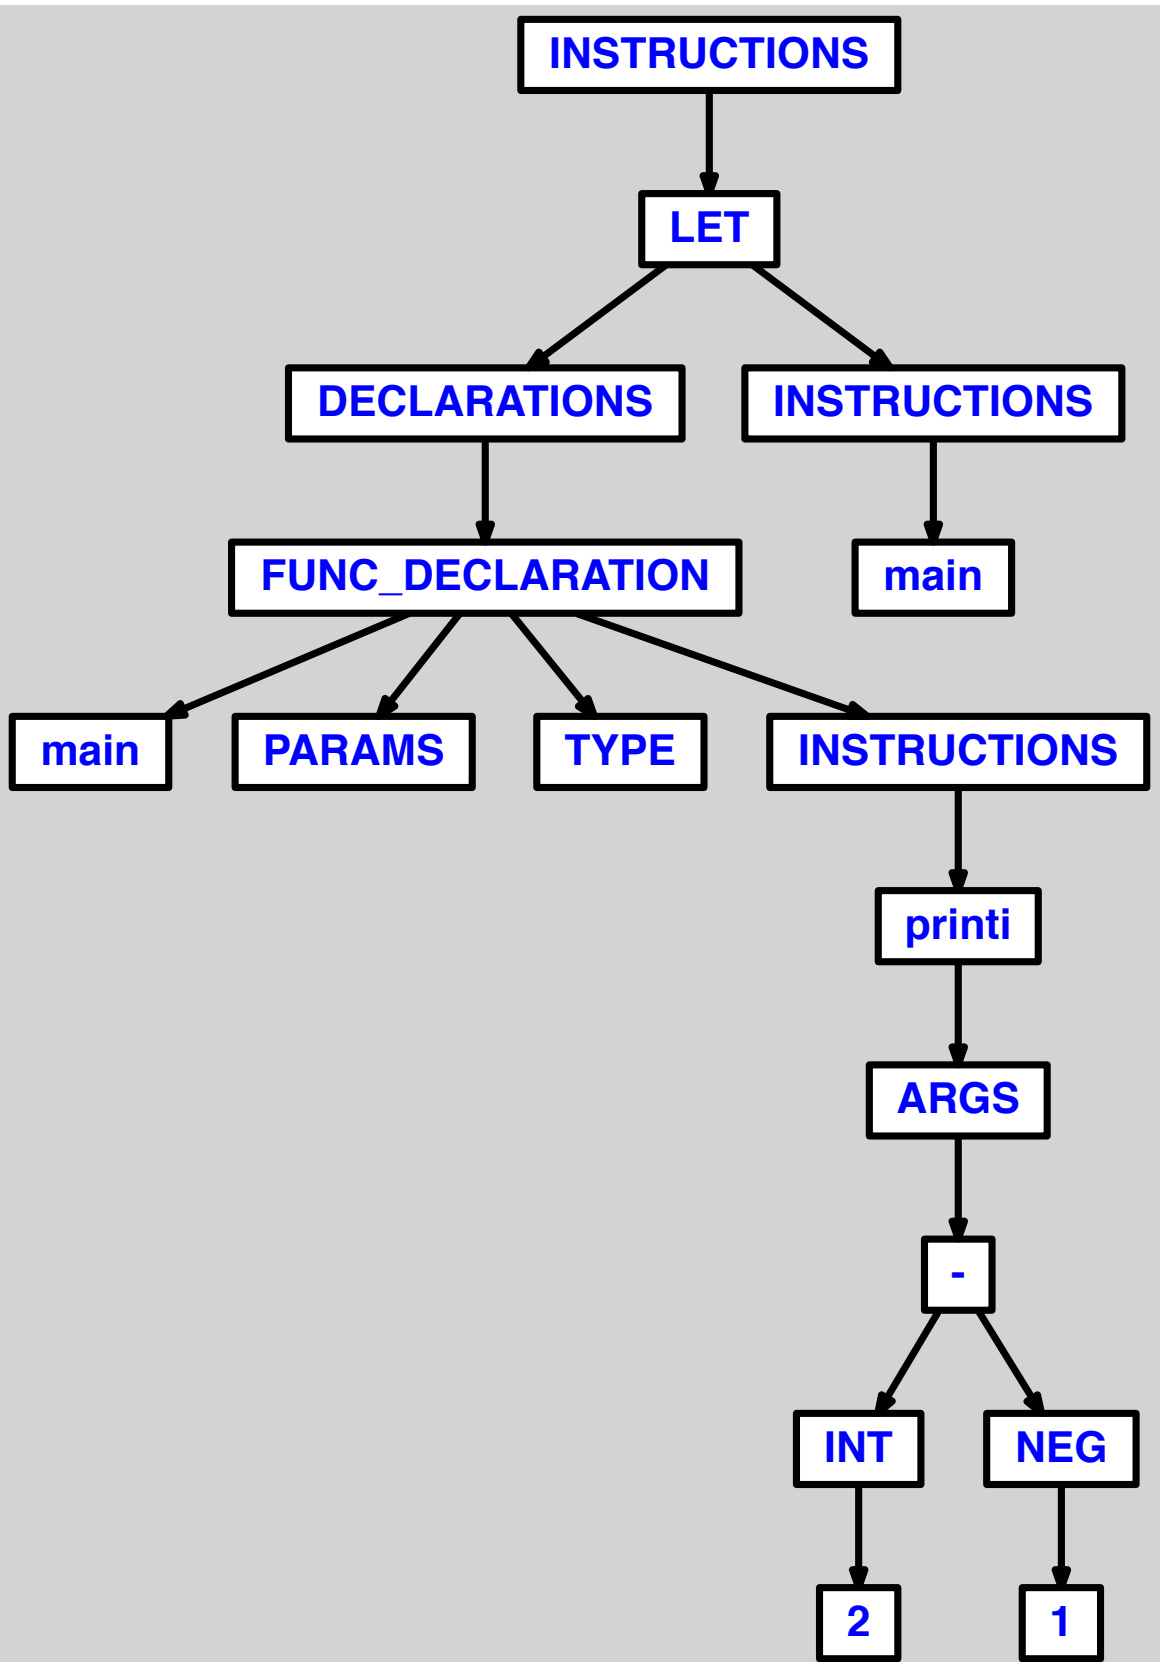 INSTRUCTIONS
LET
DECLARATIONS
INSTRUCTIONS
FUNC_DECLARATION
main
main
PARAMS
TYPE
INSTRUCTIONS
printi
ARGS
-
INT
NEG
2
1